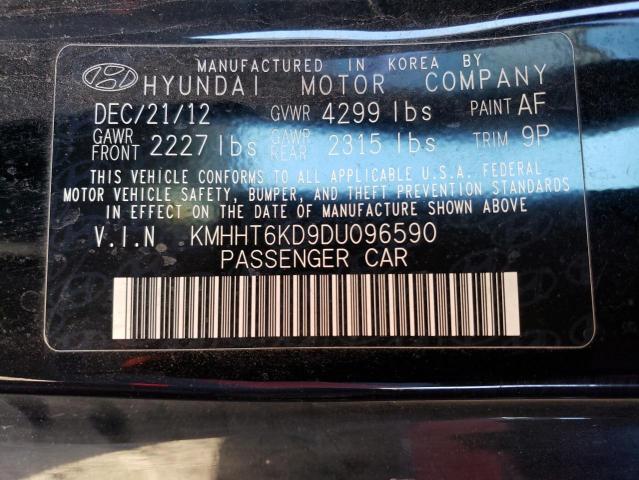 MANUFACTURED IN KOREA BY
HYUNDAI MOTOR COMPANY
DEC/21/12 GVWR 4299 lbs PAINT AF
GAWR FRONT 2227 lbs GAWR REAR 2315 lbs TRIM 9P
THIS VEHICLE CONFORMS TO ALL APPLICABLE U.S.A. FEDERAL
MOTOR VEHICLE SAFETY, BUMPER, AND THEFT PREVENTION STANDARDS
IN EFFECT ON THE DATE OF MANUFACTURE SHOWN ABOVE.
V.I.N KMHHT6KD9DU096590
PASSENGER CAR